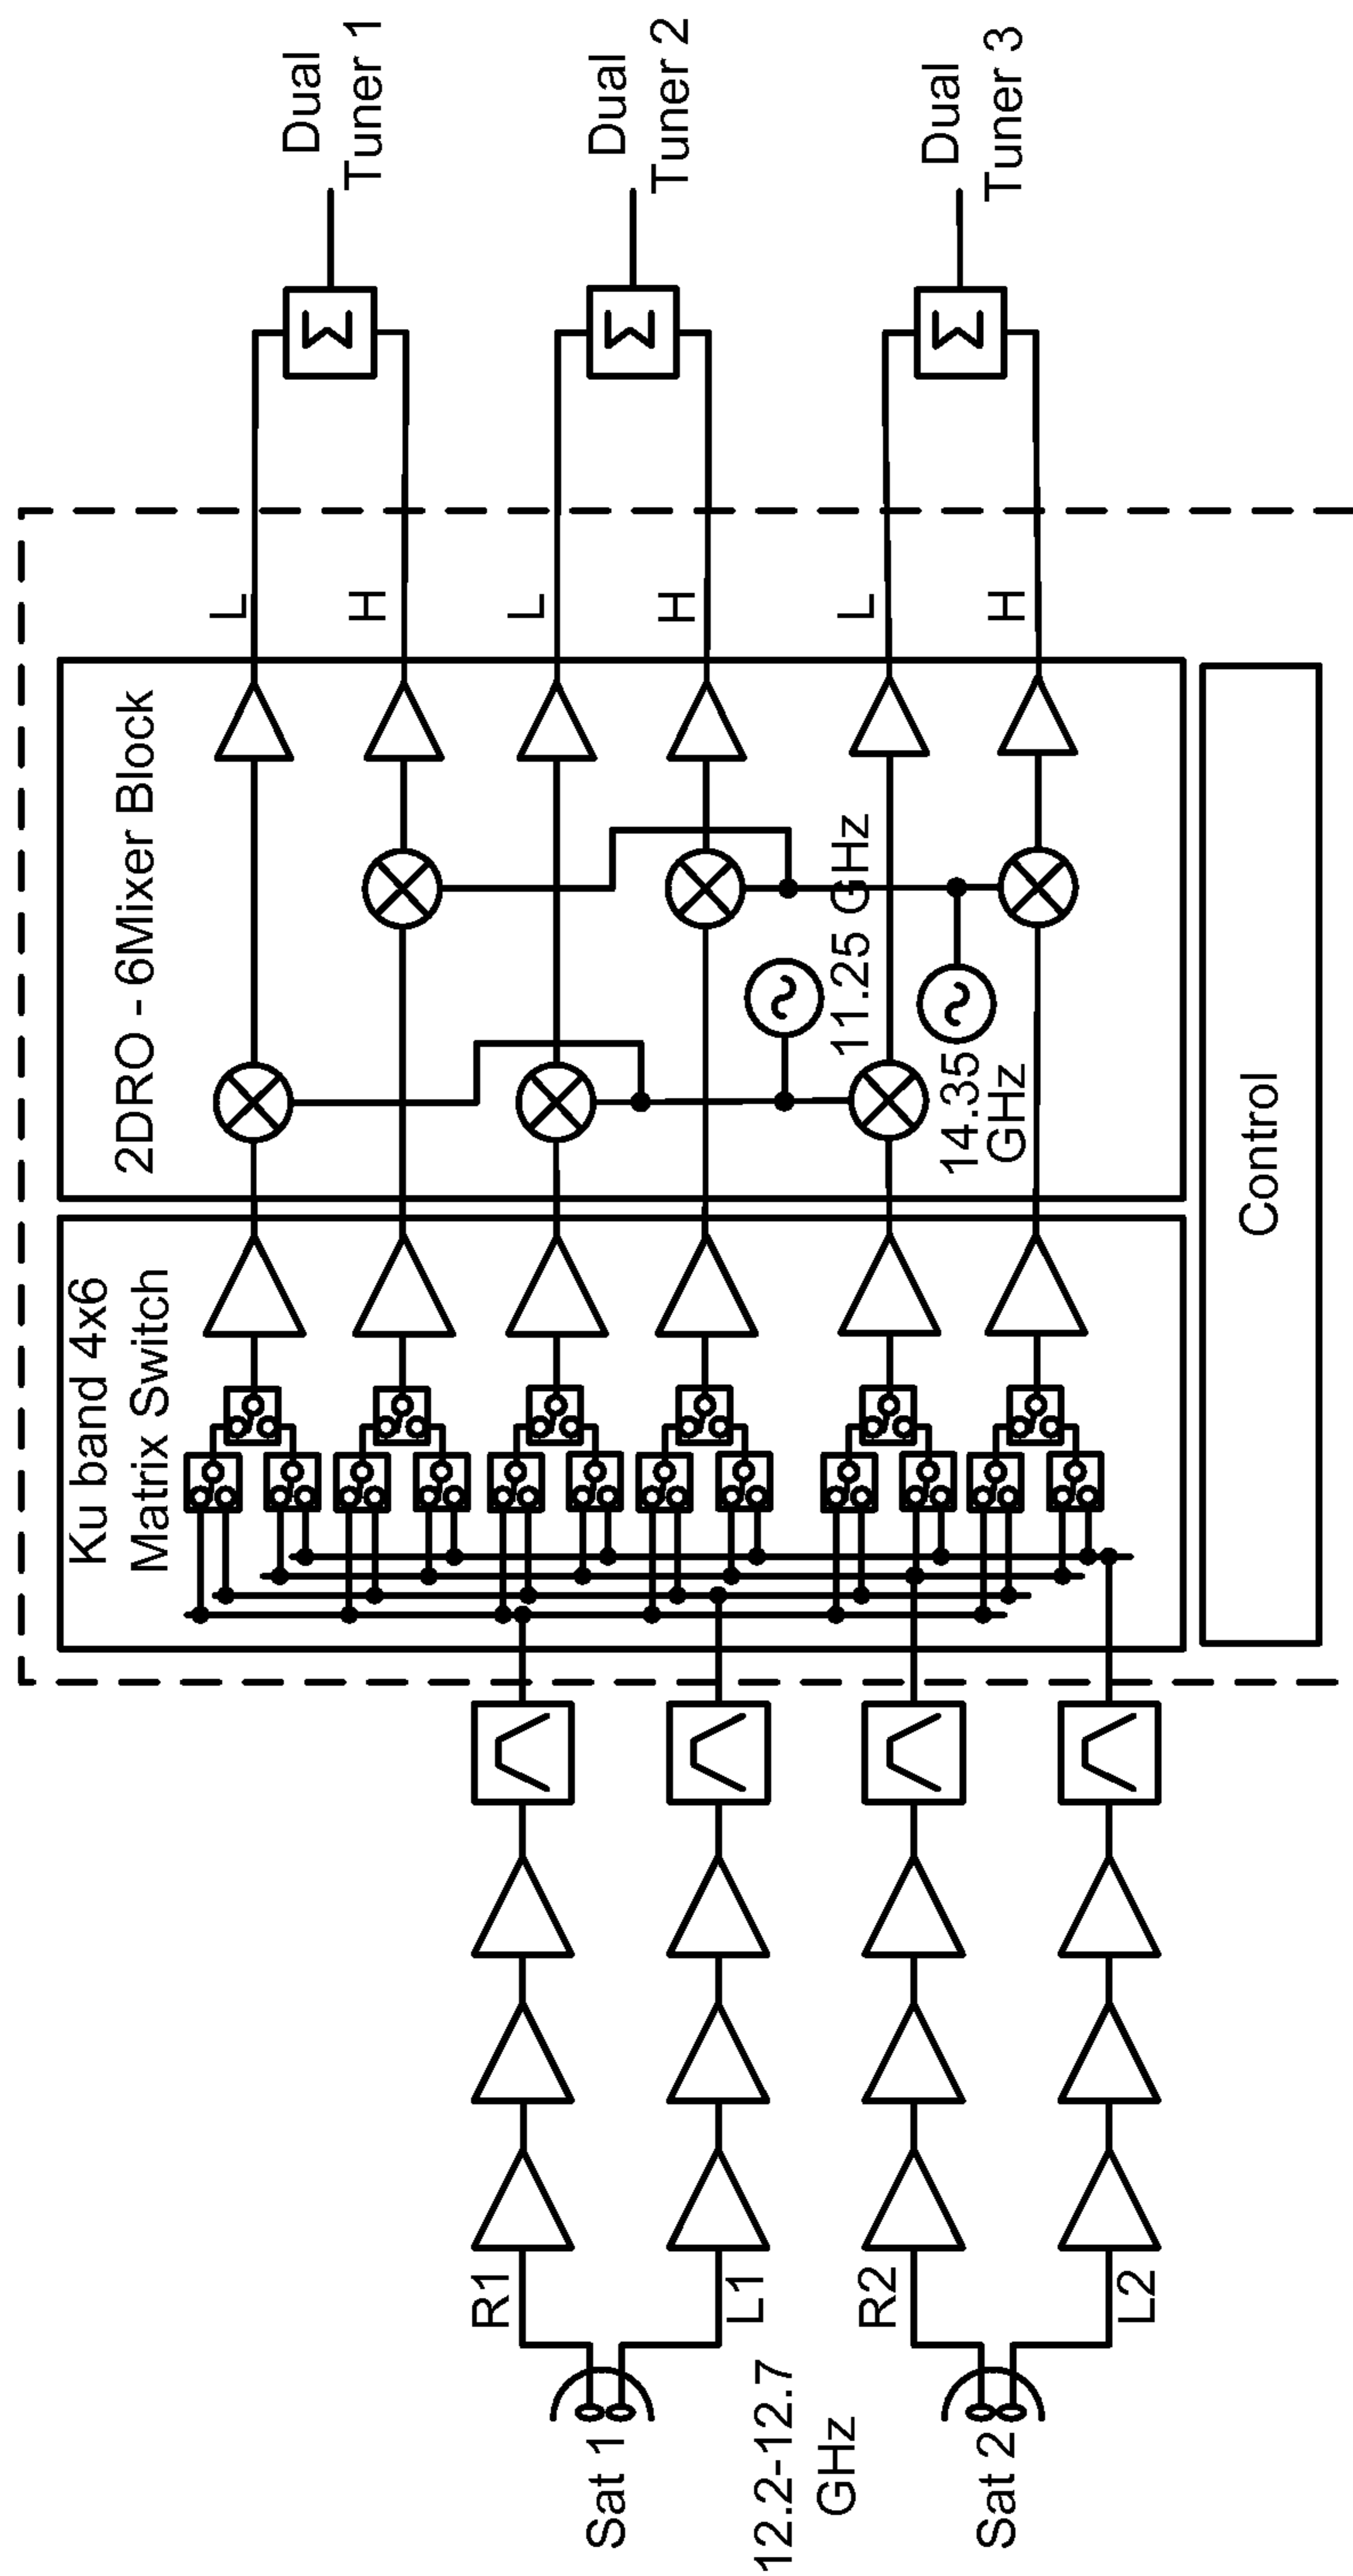 Sat 1
12.2-12.7
GHz
Sat 2
R1
L1
R2
L2
Ku band 4x6
Matrix Switch
2DRO - 6Mixer Block
11.25 GHz
14.35
GHz
Control
L
H
L
H
L
H
Σ
Σ
Σ
Dual
Tuner 1
Dual
Tuner 2
Dual
Tuner 3